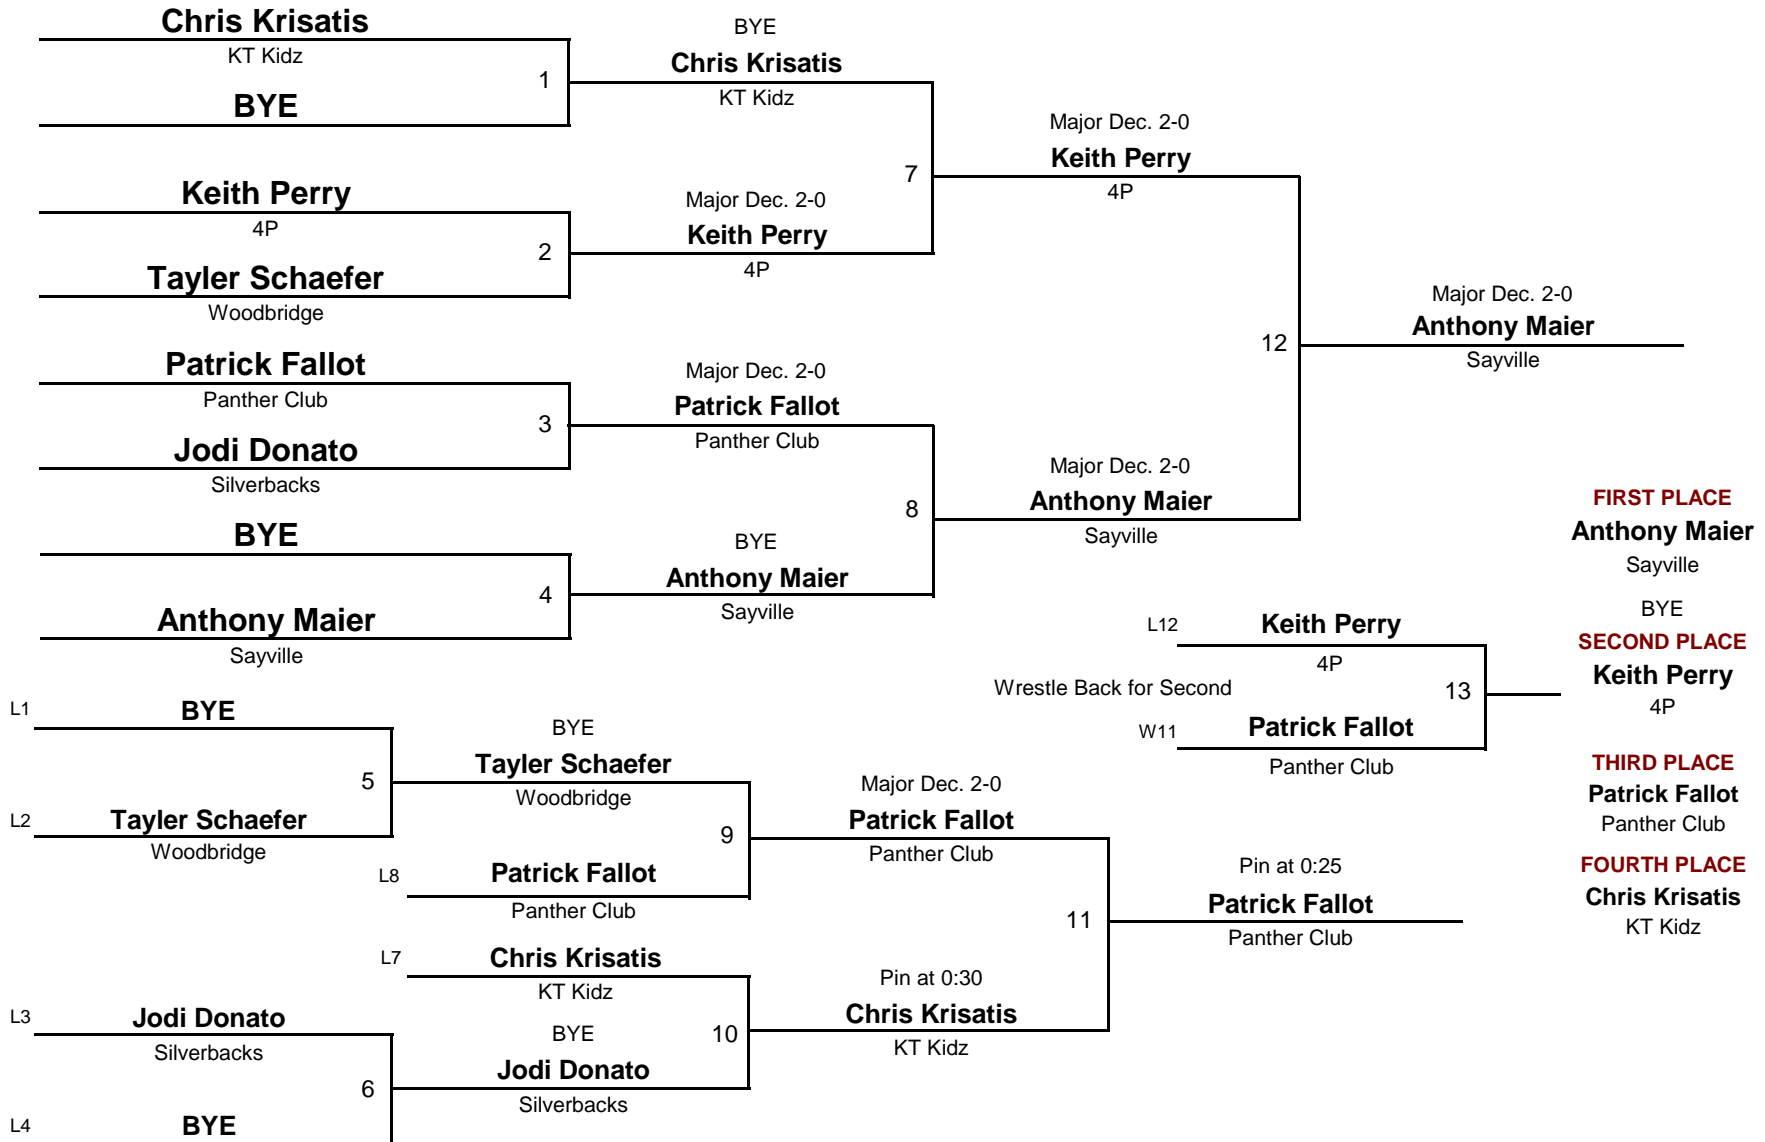 Chris Krisatis
KT Kidz
1
BYE
Keith Perry
4P
2
Tayler Schaefer
Woodbridge
Patrick Fallot
Panther Club
3
Jodi Donato
Silverbacks
BYE
4
Anthony Maier
Sayville
BYE
Chris Krisatis
KT Kidz
7
Major Dec. 2-0
Keith Perry
4P
Major Dec. 2-0
Patrick Fallot
Panther Club
8
BYE
Anthony Maier
Sayville
Major Dec. 2-0
Keith Perry
4P
12
Major Dec. 2-0
Anthony Maier
Sayville
Major Dec. 2-0
Anthony Maier
Sayville
L1
BYE
5
L2
Tayler Schaefer
Woodbridge
L3
Jodi Donato
Silverbacks
6
L4
BYE
BYE
Tayler Schaefer
Woodbridge
9
L8
Patrick Fallot
Panther Club
L7
Chris Krisatis
KT Kidz
10
BYE
Jodi Donato
Silverbacks
Major Dec. 2-0
Patrick Fallot
Panther Club
11
Pin at 0:30
Chris Krisatis
KT Kidz
Pin at 0:25
Patrick Fallot
Panther Club
L12
Keith Perry
4P
Wrestle Back for Second
13
W11
Patrick Fallot
Panther Club
FIRST PLACE
Anthony Maier
Sayville
BYE
SECOND PLACE
Keith Perry
4P
THIRD PLACE
Patrick Fallot
Panther Club
FOURTH PLACE
Chris Krisatis
KT Kidz